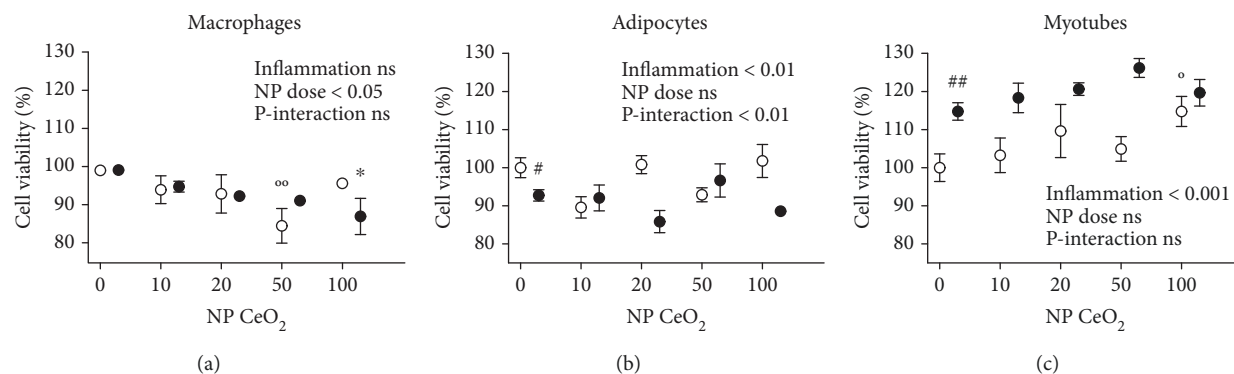 Macrophages
130
120
110
100
90
80
Cell viability (%)
Inflammation ns
NP dose < 0.05
P-interaction ns
oo
*
0 10 20 50 100
NP CeO₂
(a)
Adipocytes
130
120
110
100
90
80
Cell viability (%)
Inflammation < 0.01
NP dose ns
P-interaction < 0.01
#
0 10 20 50 100
NP CeO₂
(b)
Myotubes
130
120
110
100
90
80
Cell viability (%)
##
o
Inflammation < 0.001
NP dose ns
P-interaction ns
0 10 20 50 100
NP CeO₂
(c)